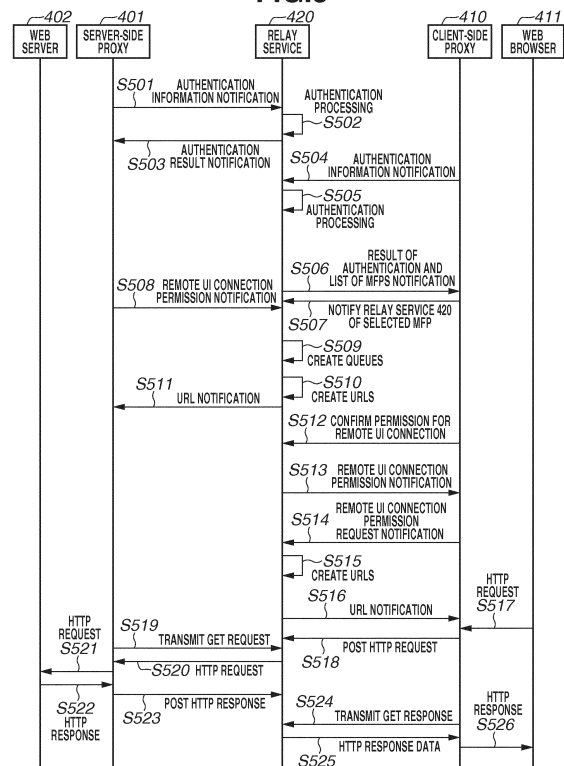 402
401
420
410
411
WEB
SERVER
SERVER-SIDE
PROXY
RELAY
SERVICE
CLIENT-SIDE
PROXY
WEB
BROWSER
S501
AUTHENTICATION
INFORMATION NOTIFICATION
AUTHENTICATION
PROCESSING
S502
AUTHENTICATION
RESULT NOTIFICATION
S503
S504
AUTHENTICATION
INFORMATION NOTIFICATION
S505
AUTHENTICATION
PROCESSING
RESULT OF
AUTHENTICATION AND
LIST OF MFPS NOTIFICATION
S506
S508
REMOTE UI CONNECTION
PERMISSION NOTIFICATION
NOTIFY RELAY SERVICE 420
OF SELECTED MFP
S507
S509
CREATE QUEUES
S510
CREATE URLS
S511
URL NOTIFICATION
S512
CONFIRM PERMISSION FOR
REMOTE UI CONNECTION
S513
REMOTE UI CONNECTION
PERMISSION NOTIFICATION
REMOTE UI CONNECTION
PERMISSION
REQUEST NOTIFICATION
S514
S515
CREATE URLS
S516
URL NOTIFICATION
HTTP
REQUEST
S517
POST HTTP REQUEST
S518
S519
TRANSMIT GET REQUEST
HTTP
REQUEST
S521
S520
HTTP REQUEST
S522
HTTP
RESPONSE
POST HTTP RESPONSE
S523
S524
TRANSMIT GET RESPONSE
HTTP
RESPONSE
S526
HTTP RESPONSE DATA
S525